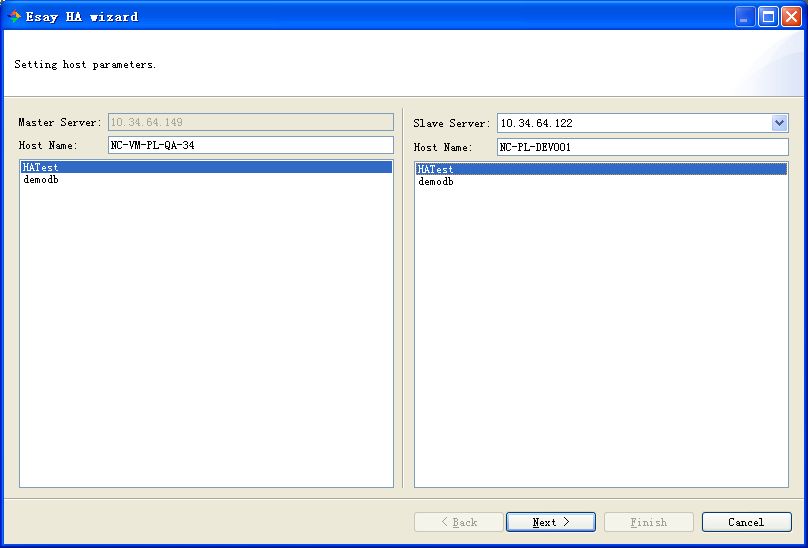 Esay HA wizard
Setting host parameters.
Master Server: 10.34.64.149
Host Name: NC-VM-PL-QA-34
HATest
demodb
Slave Server: 10.34.64.122
Host Name: NC-PL-DEV001
HATest
demodb
< Back Next > Finish Cancel